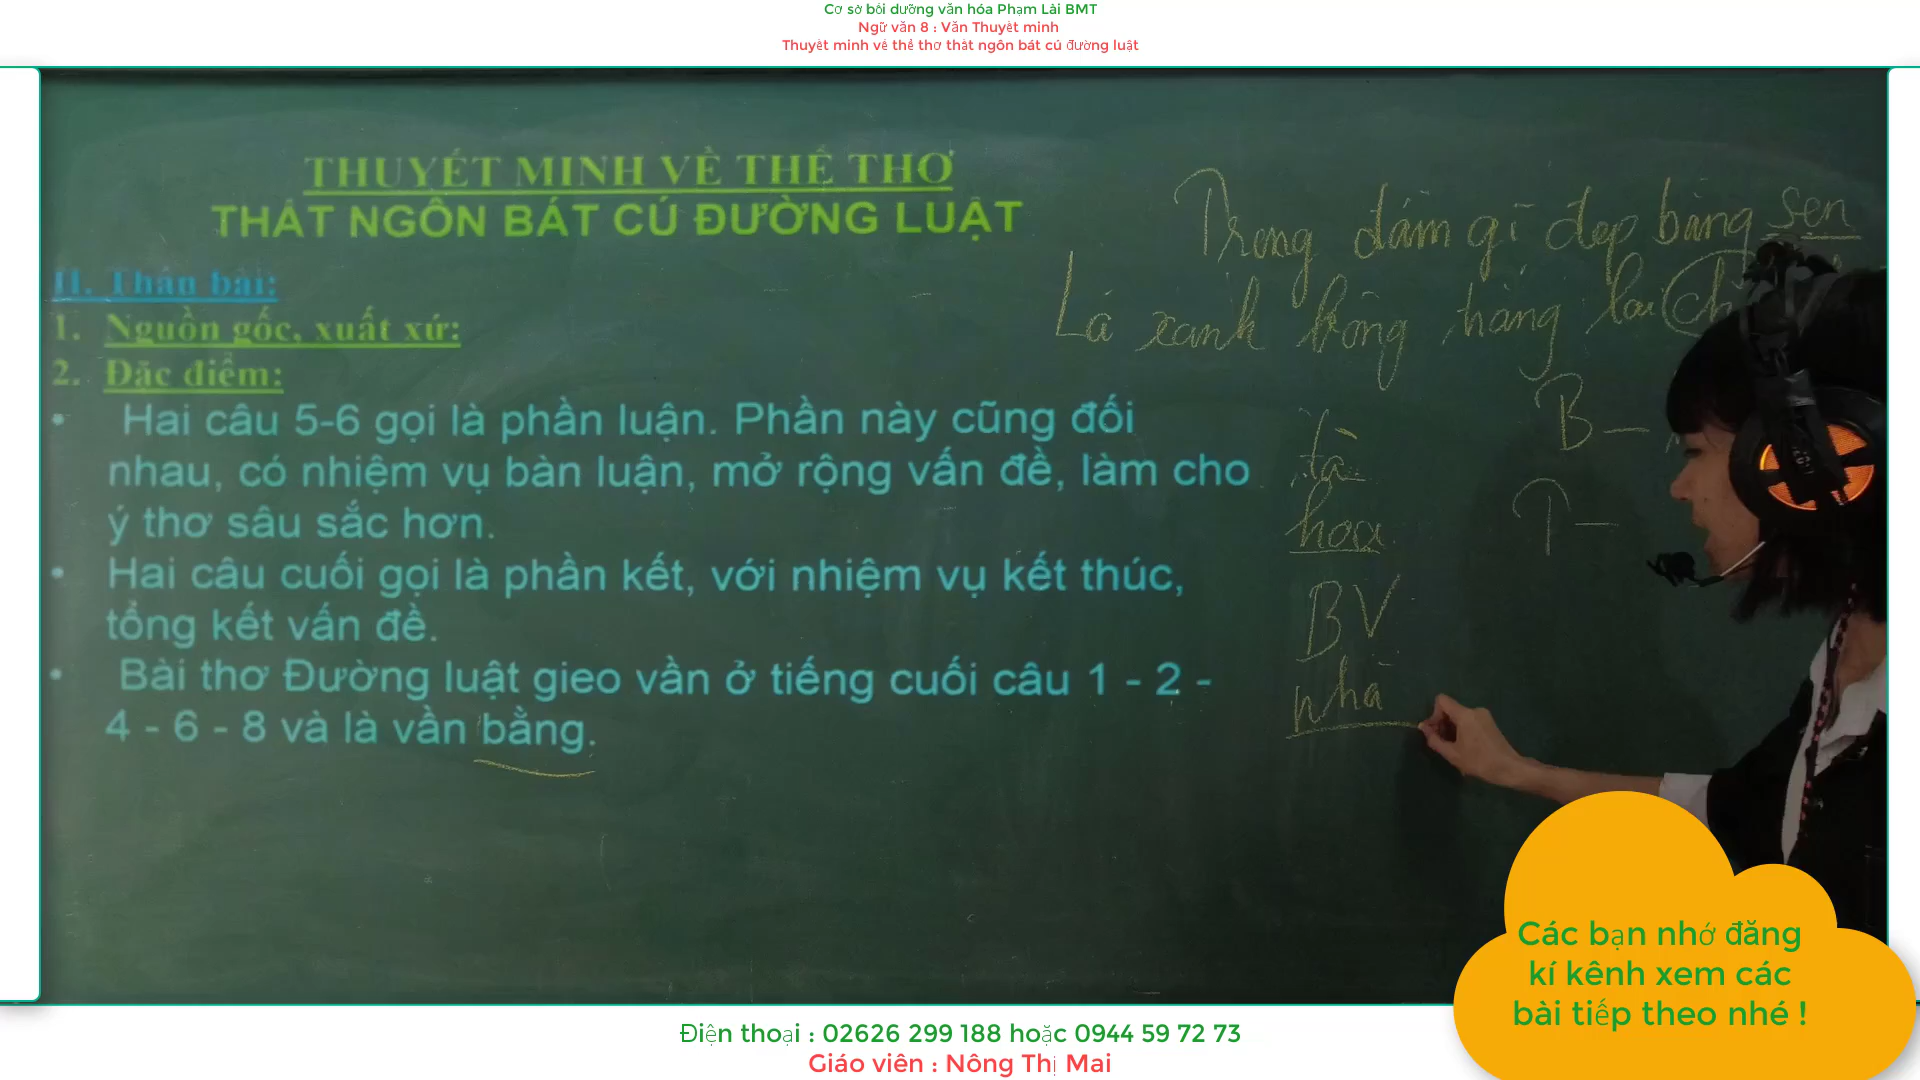 Cơ sở bồi dưỡng văn hóa Phạm Lài BMT
Ngữ văn 8 : Văn Thuyết minh
Thuyết minh về thể thơ thất ngôn bát cú đường luật
THUYẾT MINH VỀ THỂ THƠ
THẤT NGÔN BÁT CÚ ĐƯỜNG LUẬT
II. Thân bài:
1. Nguồn gốc, xuất xứ:
2. Đặc điểm:
• Hai câu 5-6 gọi là phần luận. Phần này cũng đối
nhau, có nhiệm vụ bàn luận, mở rộng vấn đề, làm cho
ý thơ sâu sắc hơn.
• Hai câu cuối gọi là phần kết, với nhiệm vụ kết thúc,
tổng kết vấn đề.
• Bài thơ Đường luật gieo vần ở tiếng cuối câu 1 - 2 -
4 - 6 - 8 và là vần bằng.
Trong đầm gì đẹp bằng sen
Lá xanh bông trắng lại
tà
hoa
BV
nhà
B -
T -
Các bạn nhớ đăng
kí kênh xem các
bài tiếp theo nhé !
Điện thoại : 02626 299 188 hoặc 0944 59 72 73
Giáo viên : Nông Thị Mai